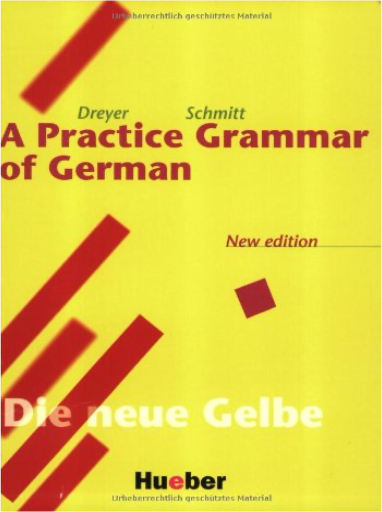 Urheberrechtlich geschütztes Material
Dreyer Schmitt
A Practice Grammar
of German
New edition
Die neue Gelbe
Hueber
Urheberrechtlich geschütztes Material